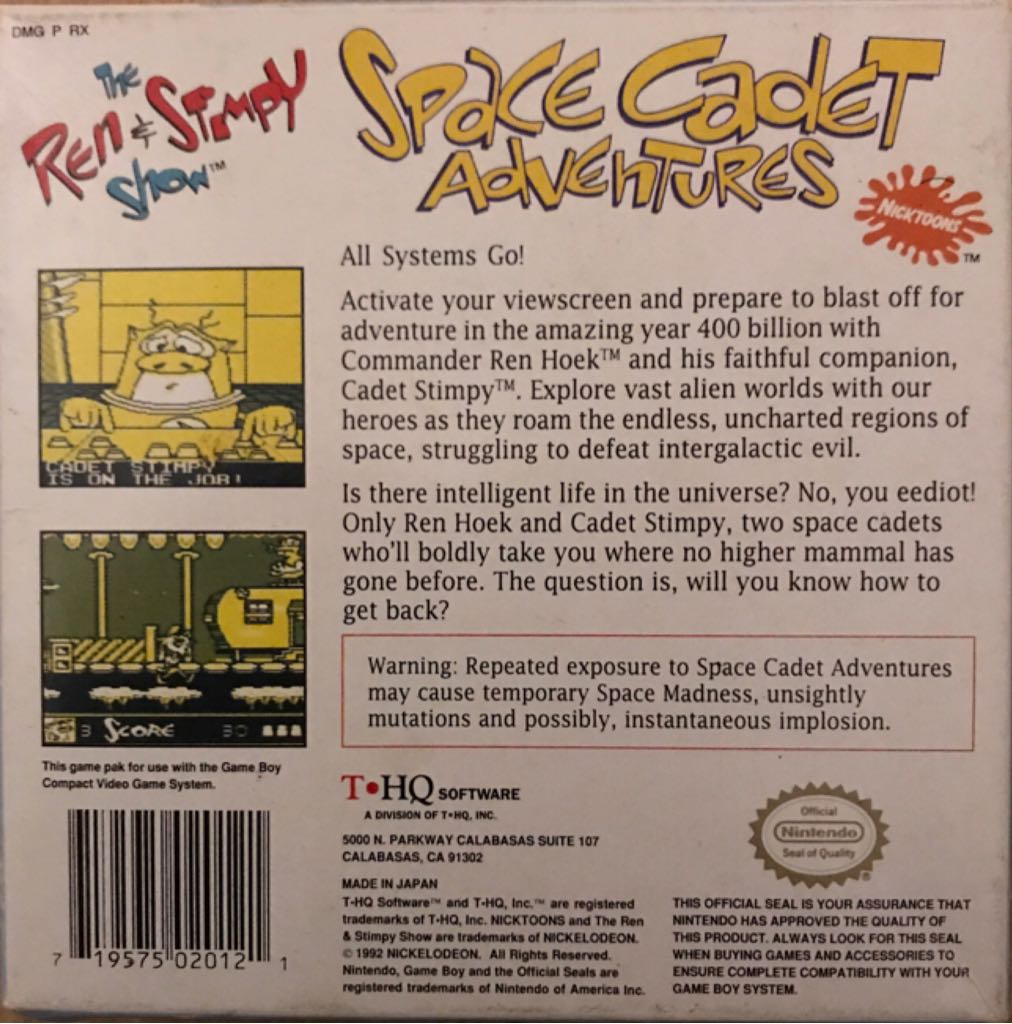 DMG P RX
THE
REN & STIMPY
SHOW™
SPACE CADET
ADVENTURES
NICKTOONS
TM
All Systems Go!
Activate your viewscreen and prepare to blast off for
adventure in the amazing year 400 billion with
Commander Ren Hoek™ and his faithful companion,
Cadet Stimpy™. Explore vast alien worlds with our
heroes as they roam the endless, uncharted regions of
space, struggling to defeat intergalactic evil.
Is there intelligent life in the universe? No, you eediot!
Only Ren Hoek and Cadet Stimpy, two space cadets
who'll boldly take you where no higher mammal has
gone before. The question is, will you know how to
get back?
Warning: Repeated exposure to Space Cadet Adventures
may cause temporary Space Madness, unsightly
mutations and possibly, instantaneous implosion.
CADET STIMPY
IS ON THE JOB!
3 SCORE 30
This game pak for use with the Game Boy
Compact Video Game System.
7 19575 02012 1
T•HQ SOFTWARE
A DIVISION OF T•HQ, INC.
5000 N. PARKWAY CALABASAS SUITE 107
CALABASAS, CA 91302
MADE IN JAPAN
T-HQ Software™ and T-HQ, Inc.™ are registered
trademarks of T•HQ, Inc. NICKTOONS and The Ren
& Stimpy Show are trademarks of NICKELODEON.
© 1992 NICKELODEON. All Rights Reserved.
Nintendo, Game Boy and the Official Seals are
registered trademarks of Nintendo of America Inc.
Official
Nintendo
Seal of Quality
®
THIS OFFICIAL SEAL IS YOUR ASSURANCE THAT
NINTENDO HAS APPROVED THE QUALITY OF
THIS PRODUCT. ALWAYS LOOK FOR THIS SEAL
WHEN BUYING GAMES AND ACCESSORIES TO
ENSURE COMPLETE COMPATIBILITY WITH YOUR
GAME BOY SYSTEM.